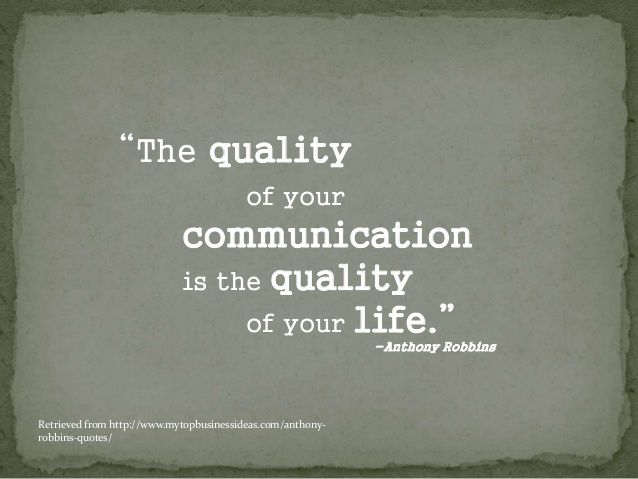 “The quality
of your
communication
is the quality
of your life.”
–Anthony Robbins
Retrieved from http://www.mytopbusinessideas.com/anthony-
robbins-quotes/